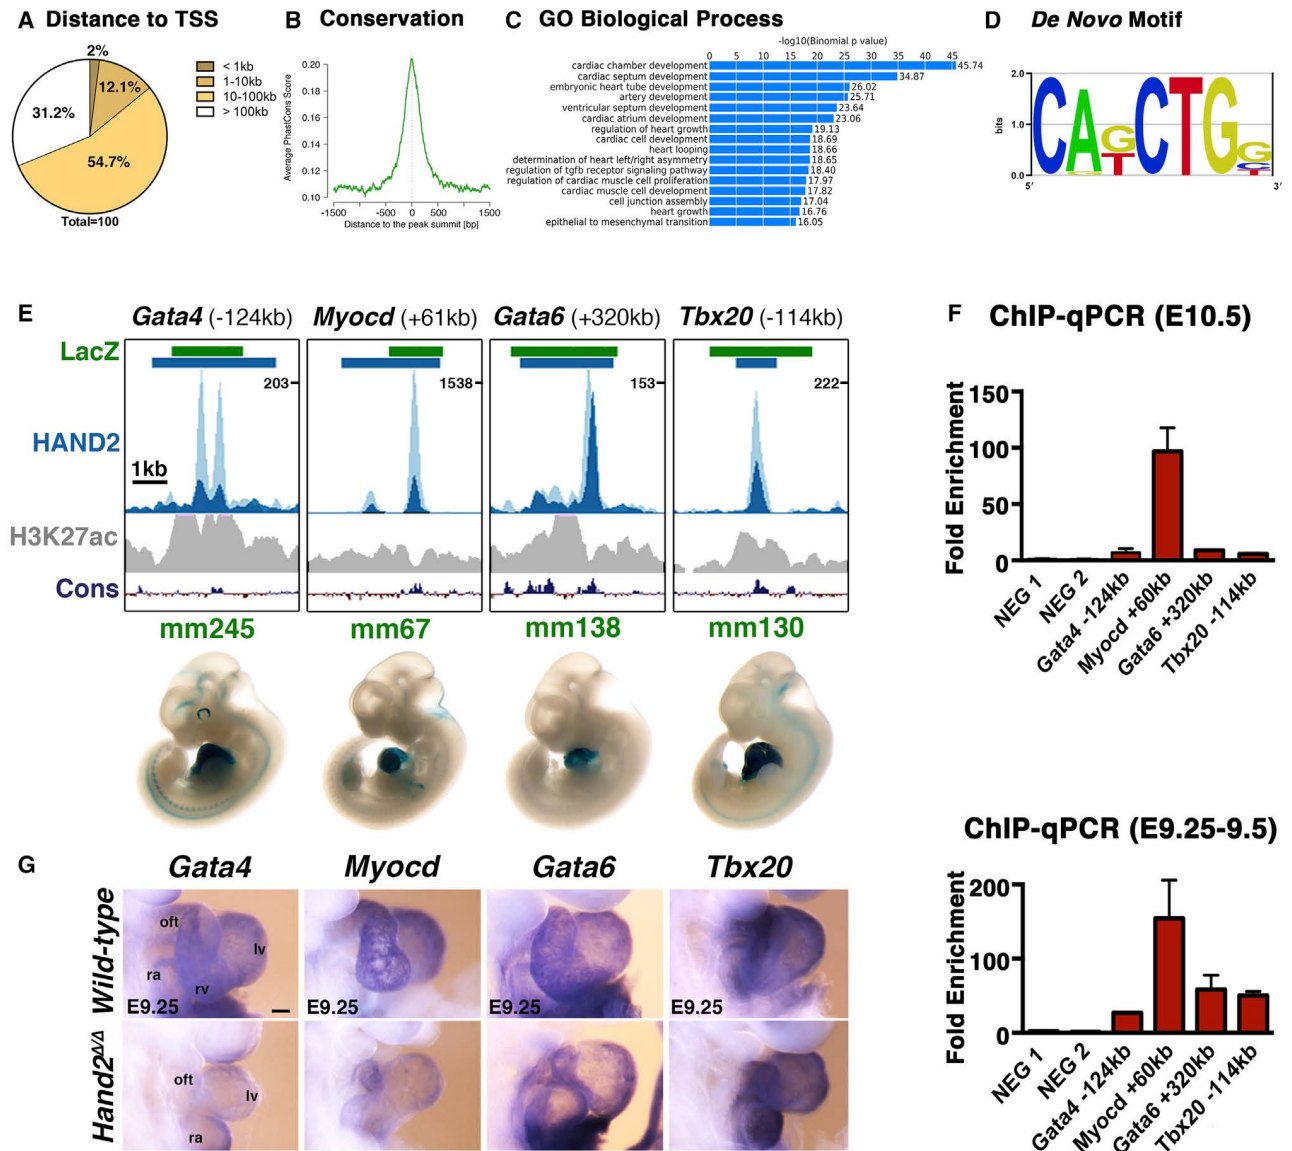 A Distance to TSS
2%
12.1%
31.2%
54.7%
Total=100
< 1kb
1-10kb
10-100kb
> 100kb
B Conservation
Average PhastCons Score
0.20
0.18
0.16
0.14
0.12
0.10
-1500 -500 0 500 1500
Distance to the peak summit [bp]
C GO Biological Process
-log10(Binomial p value)
0 5 10 15 20 25 30 35 40 45
cardiac chamber development 45.74
cardiac septum development 34.87
embryonic heart tube development 26.02
artery development 25.71
ventricular septum development 23.64
cardiac atrium development 23.06
regulation of heart growth 19.13
cardiac cell development 18.69
heart looping 18.66
determination of heart left/right asymmetry 18.65
regulation of tgfb receptor signaling pathway 18.40
regulation of cardiac muscle cell proliferation 17.97
cardiac muscle cell development 17.82
cell junction assembly 17.04
heart growth 16.76
epithelial to mesenchymal transition 16.05
D De Novo Motif
bits
2.0
1.0
0.0
CAGCTGG
T C
5′ 3′
E Gata4 (-124kb) Myocd (+61kb) Gata6 (+320kb) Tbx20 (-114kb)
LacZ
203 1538 153 222
HAND2
1kb
H3K27ac
Cons
mm245 mm67 mm138 mm130
F ChIP-qPCR (E10.5)
Fold Enrichment
150
100
50
0
NEG 1 NEG 2 Gata4 -124kb Myocd +60kb Gata6 +320kb Tbx20 -114kb
ChIP-qPCR (E9.25-9.5)
Fold Enrichment
200
100
0
NEG 1 NEG 2 Gata4 -124kb Myocd +60kb Gata6 +320kb Tbx20 -114kb
G Gata4 Myocd Gata6 Tbx20
Wild-type
oft
lv
ra
rv
E9.25 E9.25 E9.25 E9.25
Hand2Δ/Δ
oft
lv
ra